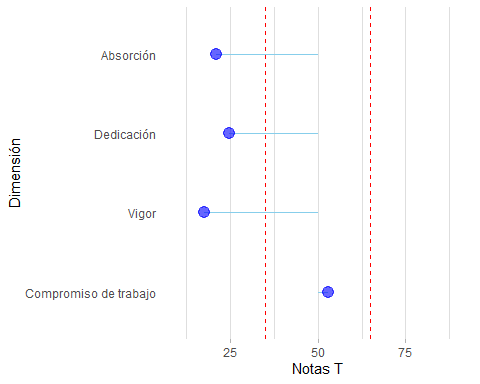 Absorción
Dedicación
Vigor
Compromiso de trabajo
Dimensión
25 50 75
Notas T